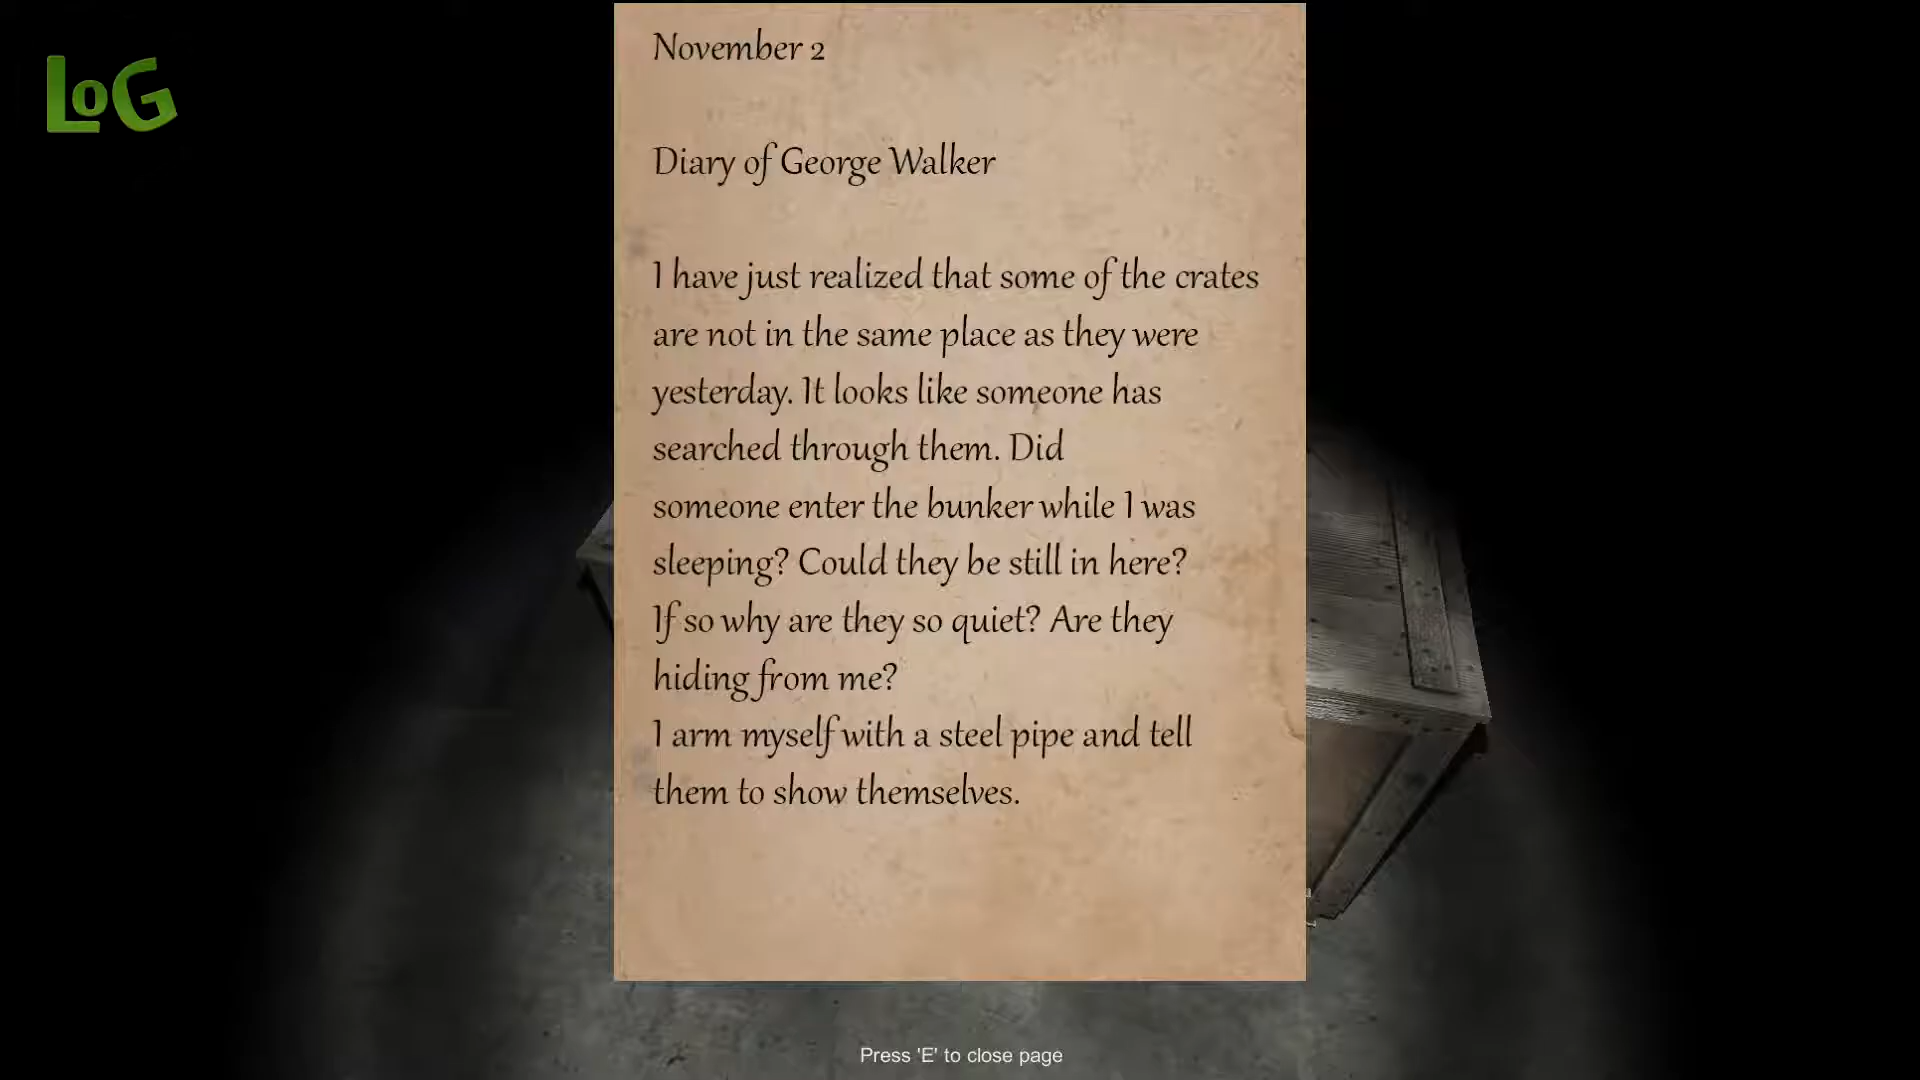 LoG
November 2
Diary of George Walker
I have just realized that some of the crates
are not in the same place as they were
yesterday. It looks like someone has
searched through them. Did
someone enter the bunker while I was
sleeping? Could they be still in here?
If so why are they so quiet? Are they
hiding from me?
I arm myself with a steel pipe and tell
them to show themselves.
Press 'E' to close page